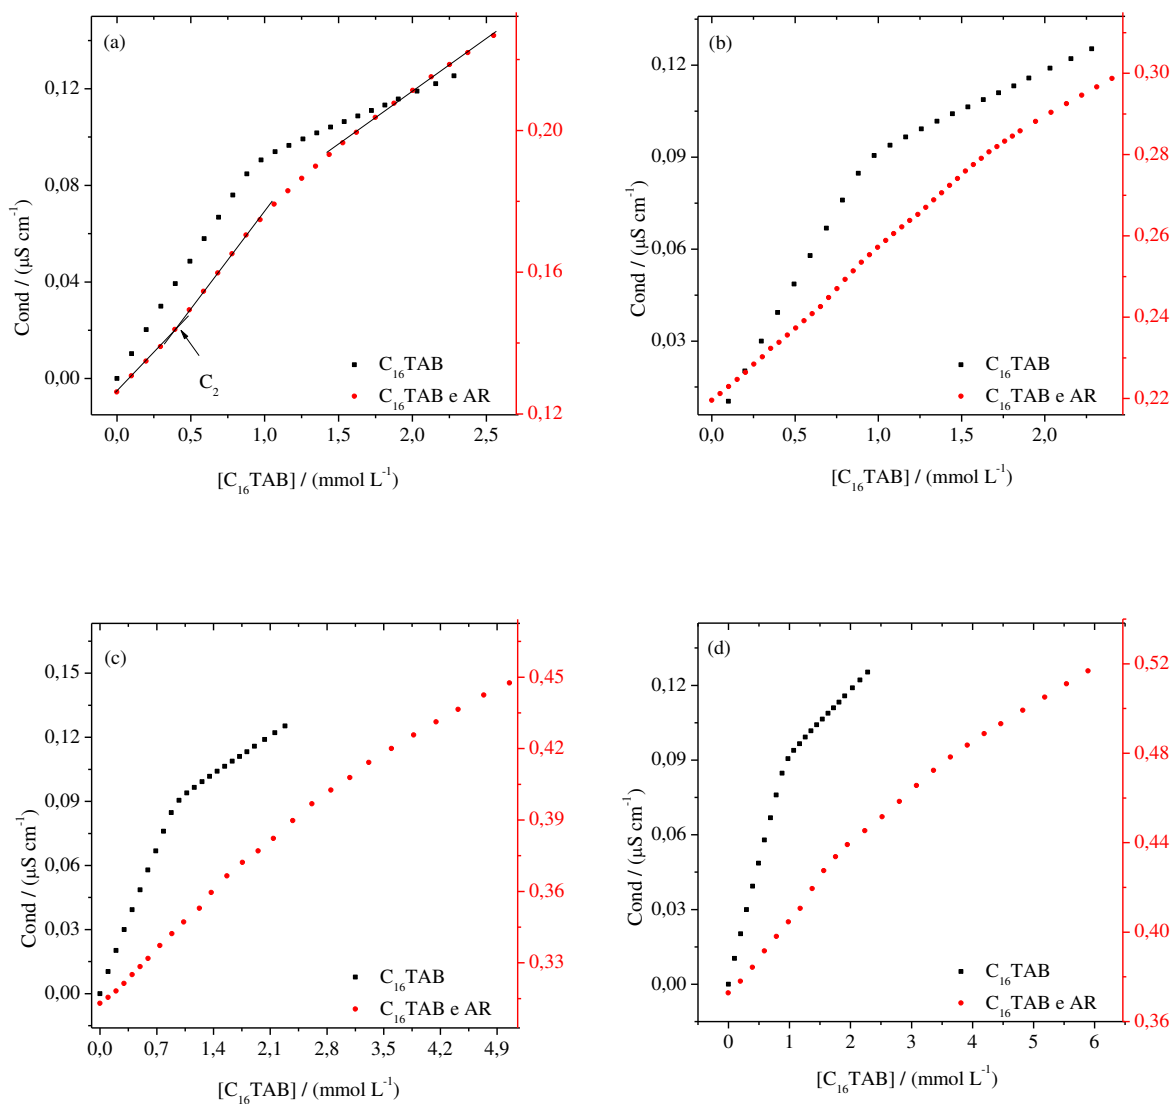 (a)
Cond / (μS cm⁻¹)
0,12
0,08
0,04
0,00
0,20
0,16
0,12
C₂
C₁₆TAB
C₁₆TAB e AR
0,0 0,5 1,0 1,5 2,0 2,5
[C₁₆TAB] / (mmol L⁻¹)
(b)
Cond / (μS cm⁻¹)
0,12
0,09
0,06
0,03
0,30
0,28
0,26
0,24
0,22
C₁₆TAB
C₁₆TAB e AR
0,0 0,5 1,0 1,5 2,0
[C₁₆TAB] / (mmol L⁻¹)
(c)
Cond / (μS cm⁻¹)
0,15
0,12
0,09
0,06
0,03
0,00
0,45
0,42
0,39
0,36
0,33
C₁₆TAB
C₁₆TAB e AR
0,0 0,7 1,4 2,1 2,8 3,5 4,2 4,9
[C₁₆TAB] / (mmol L⁻¹)
(d)
Cond / (μS cm⁻¹)
0,12
0,09
0,06
0,03
0,00
0,52
0,48
0,44
0,40
0,36
C₁₆TAB
C₁₆TAB e AR
0 1 2 3 4 5 6
[C₁₆TAB] / (mmol L⁻¹)